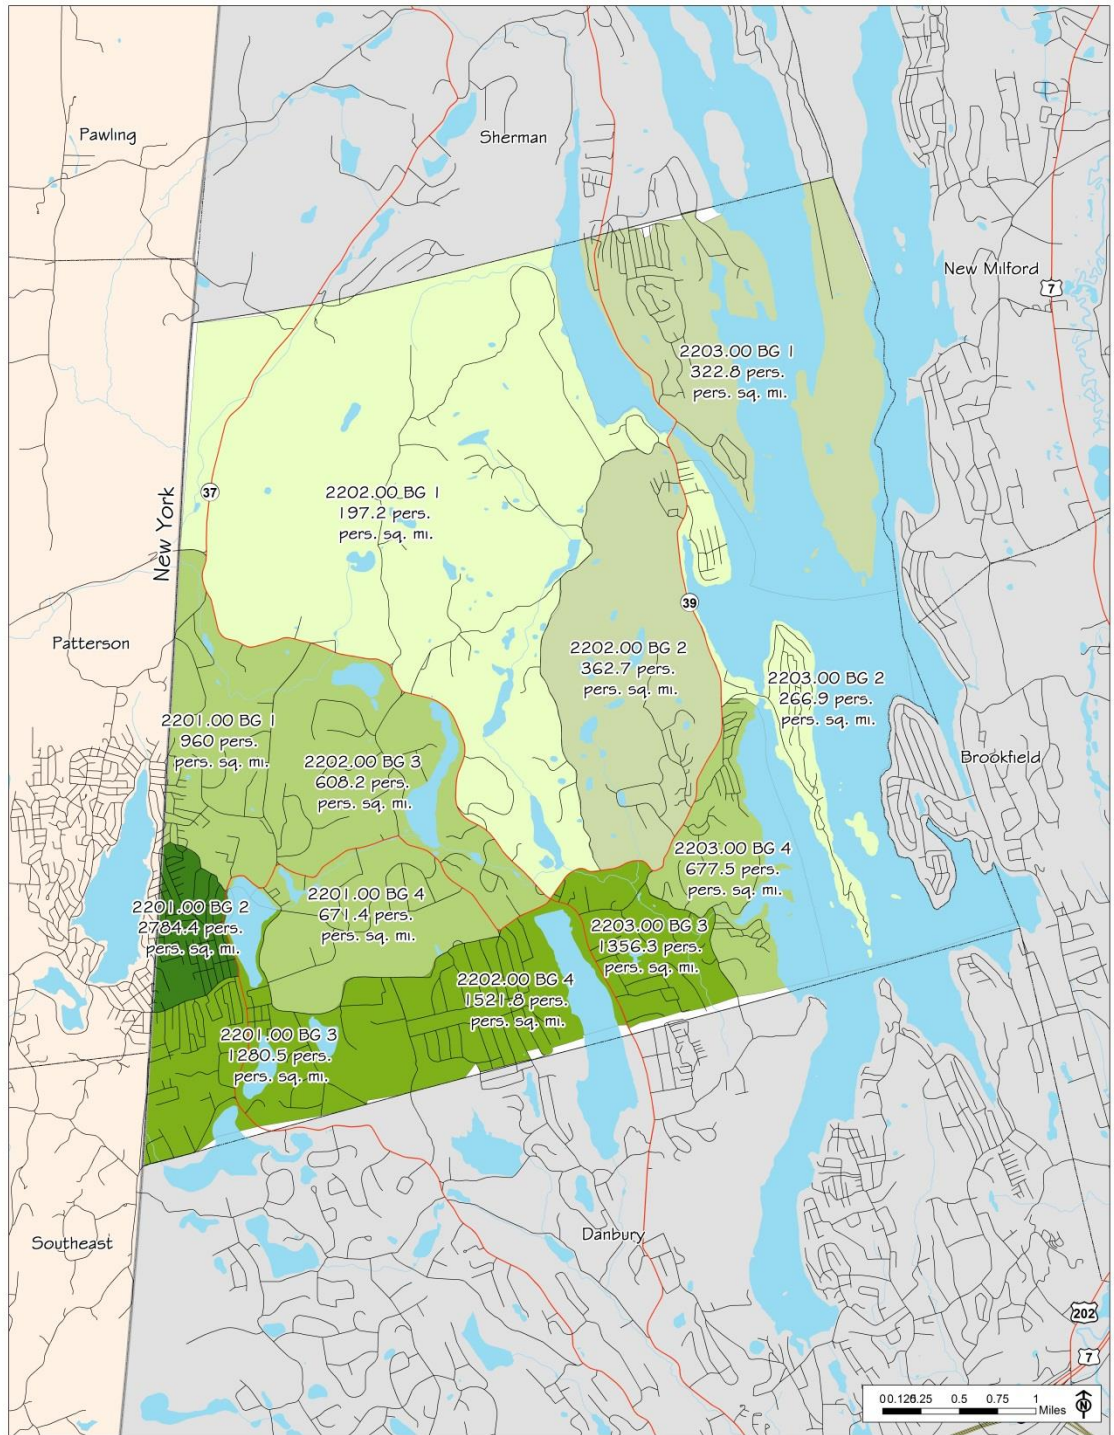 Pawling
Sherman
New Milford
7
2203.00 BG 1
322.8 pers.
pers. sq. mi.
37
2202.00 BG 1
197.2 pers.
pers. sq. mi.
New York
39
Patterson
2202.00 BG 2
362.7 pers.
pers. sq. mi.
2203.00 BG 2
266.9 pers.
pers. sq. mi.
2201.00 BG 1
960 pers.
pers. sq. mi.
2202.00 BG 3
608.2 pers.
pers. sq. mi.
Brookfield
2203.00 BG 4
677.5 pers.
pers. sq. mi.
2201.00 BG 4
671.4 pers.
pers. sq. mi.
2201.00 BG 2
2784.4 pers.
pers. sq. mi.
2203.00 BG 3
1356.3 pers.
pers. sq. mi.
2202.00 BG 4
1521.8 pers.
pers. sq. mi.
2201.00 BG 3
1280.5 pers.
pers. sq. mi.
Southeast
Danbury
202
7
0 0.125 0.25 0.5 0.75 1
Miles
N